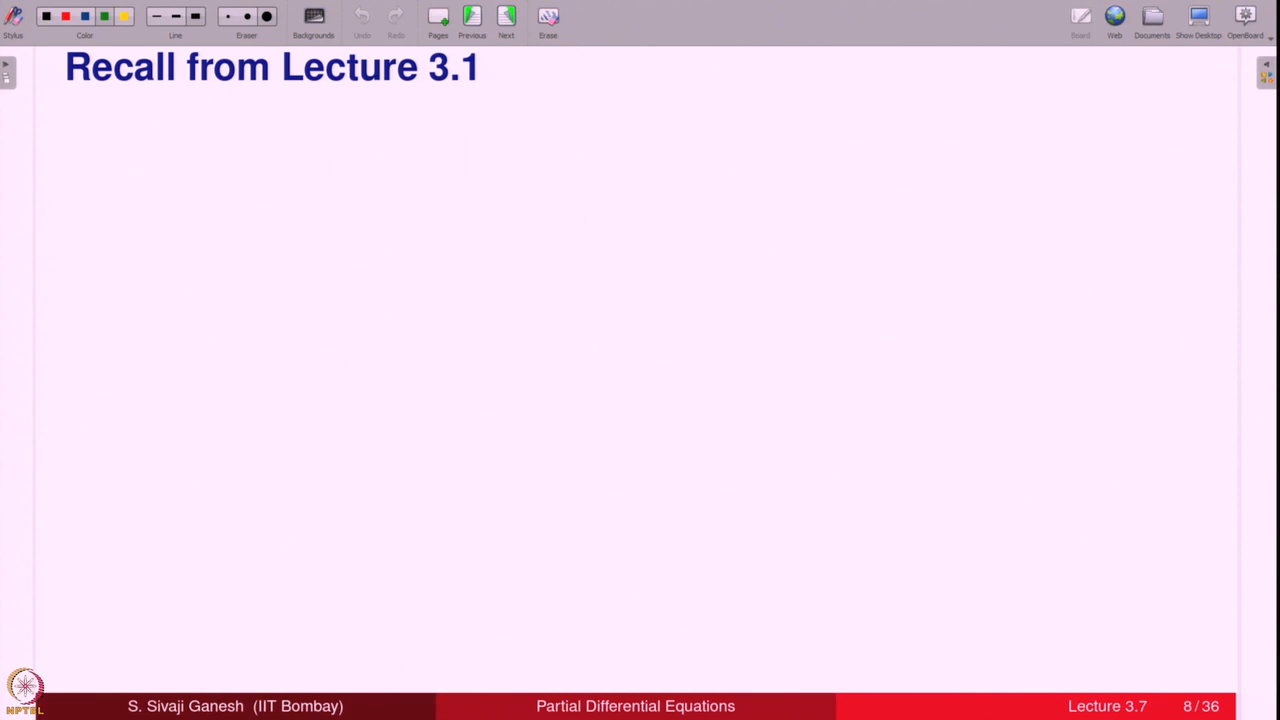 Stylus
Color
Line
Eraser
Backgrounds
Undo
Redo
Pages
Previous
Next
Erase
Board
Web
Documents
Show Desktop
OpenBoard
Recall from Lecture 3.1
NPTEL
S. Sivaji Ganesh (IIT Bombay)
Partial Differential Equations
Lecture 3.7
8 / 36